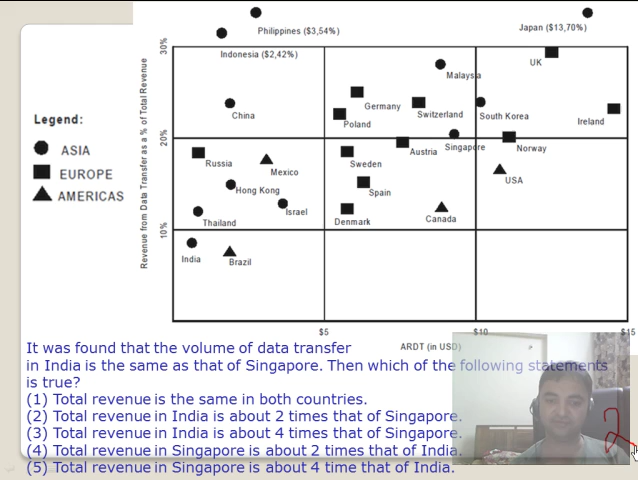 Philippines ($3,54%)
Japan ($13,70%)
30%
Indonesia ($2,42%)
UK
Malaysia
Germany
China
Switzerland
South Korea
Ireland
Poland
Legend:
ASIA
EUROPE
AMERICAS
Revenue from Data Transfer as a % of Total Revenue
20%
Austria
Singapore
Norway
Russia
Mexico
Sweden
USA
Hong Kong
Spain
Israel
Thailand
Denmark
Canada
10%
India
Brazil
$5
$10
$15
ARDT (in USD)
It was found that the volume of data transfer
in India is the same as that of Singapore. Then which of the following statements
is true?
(1) Total revenue is the same in both countries.
(2) Total revenue in India is about 2 times that of Singapore.
(3) Total revenue in India is about 4 times that of Singapore.
(4) Total revenue in Singapore is about 2 times that of India.
(5) Total revenue in Singapore is about 4 time that of India.
2